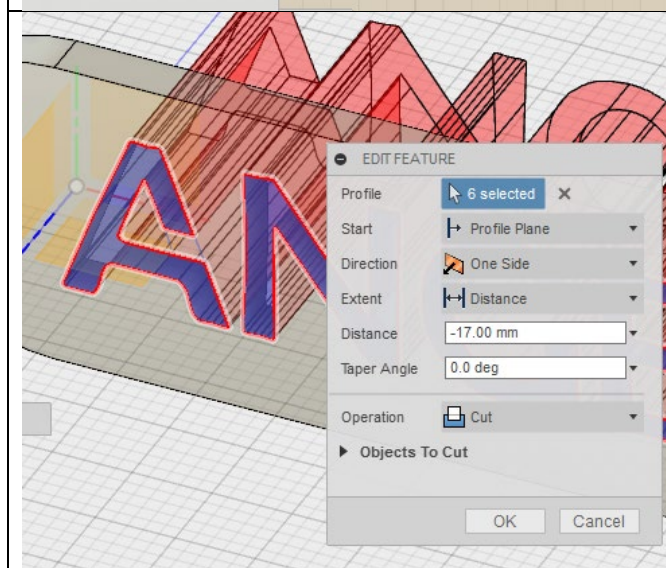 EDIT FEATURE
Profile 6 selected
Start Profile Plane
Direction One Side
Extent Distance
Distance -17.00 mm
Taper Angle 0.0 deg
Operation Cut
Objects To Cut
OK Cancel
AN